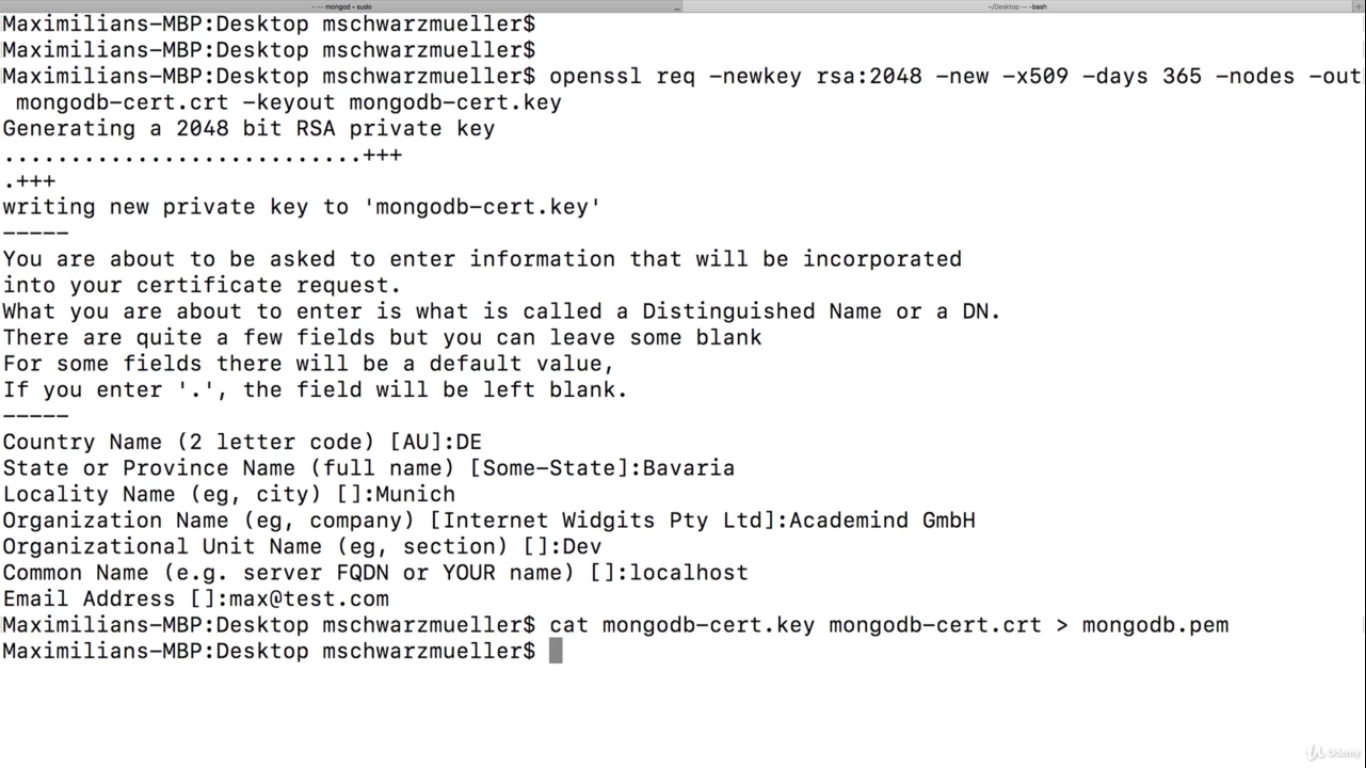 ~ — mongod • sudo
~/Desktop — -bash
Maximilians-MBP:Desktop mschwarzmueller$
Maximilians-MBP:Desktop mschwarzmueller$
Maximilians-MBP:Desktop mschwarzmueller$ openssl req -newkey rsa:2048 -new -x509 -days 365 -nodes -out
mongodb-cert.crt -keyout mongodb-cert.key
Generating a 2048 bit RSA private key
...........................+++
.+++
writing new private key to 'mongodb-cert.key'
-----
You are about to be asked to enter information that will be incorporated
into your certificate request.
What you are about to enter is what is called a Distinguished Name or a DN.
There are quite a few fields but you can leave some blank
For some fields there will be a default value,
If you enter '.', the field will be left blank.
-----
Country Name (2 letter code) [AU]:DE
State or Province Name (full name) [Some-State]:Bavaria
Locality Name (eg, city) []:Munich
Organization Name (eg, company) [Internet Widgits Pty Ltd]:Academind GmbH
Organizational Unit Name (eg, section) []:Dev
Common Name (e.g. server FQDN or YOUR name) []:localhost
Email Address []:max@test.com
Maximilians-MBP:Desktop mschwarzmueller$ cat mongodb-cert.key mongodb-cert.crt > mongodb.pem
Maximilians-MBP:Desktop mschwarzmueller$
Udemy